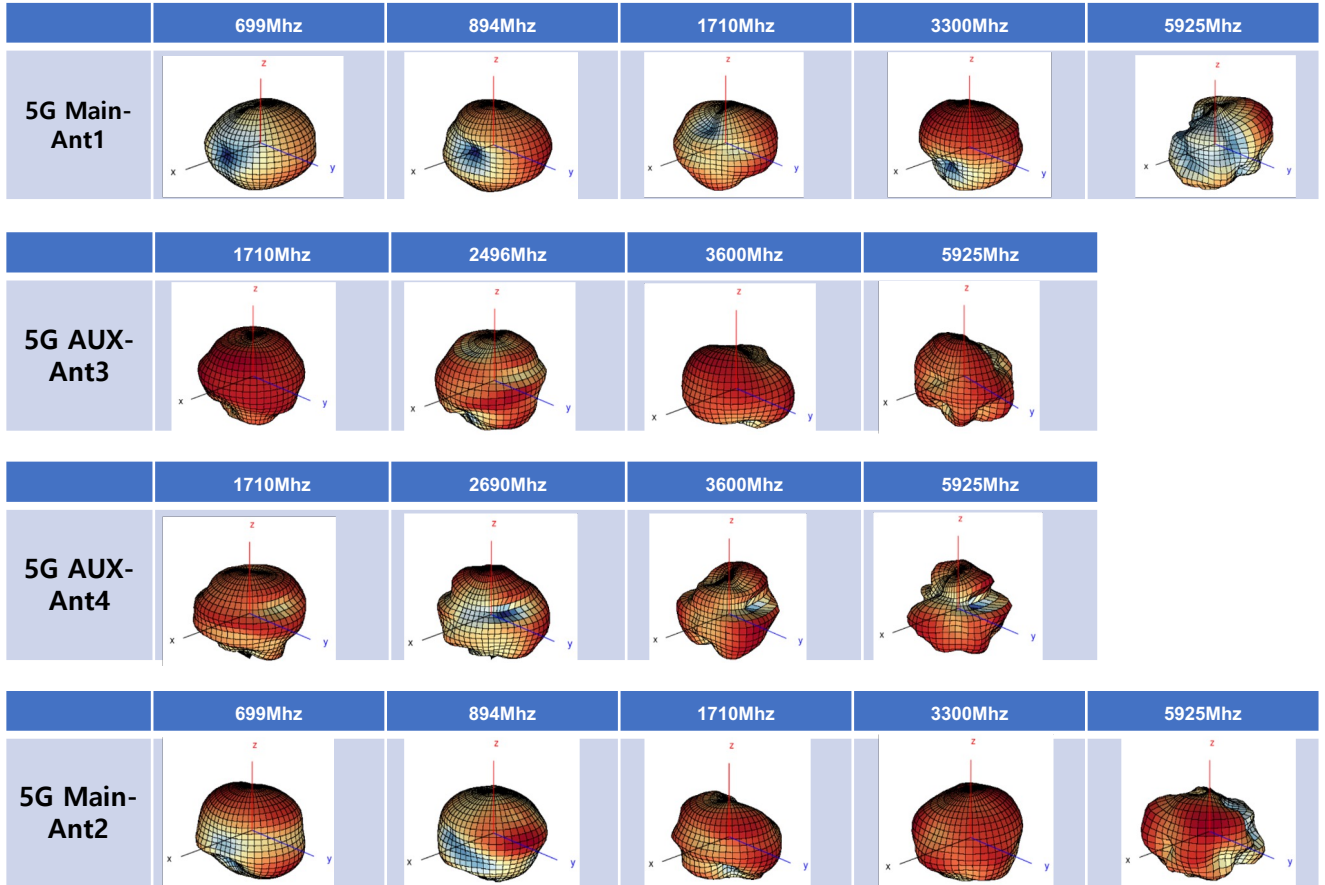 699Mhz 894Mhz 1710Mhz 3300Mhz 5925Mhz
5G Main-
Ant1
z z z z z
x y x y x y x y x y
1710Mhz 2496Mhz 3600Mhz 5925Mhz
5G AUX-
Ant3
z z z z
x y x y x y x y
1710Mhz 2690Mhz 3600Mhz 5925Mhz
5G AUX-
Ant4
z z z z
x y x y x y x y
699Mhz 894Mhz 1710Mhz 3300Mhz 5925Mhz
5G Main-
Ant2
z z z z z
x y x y x y x y x y